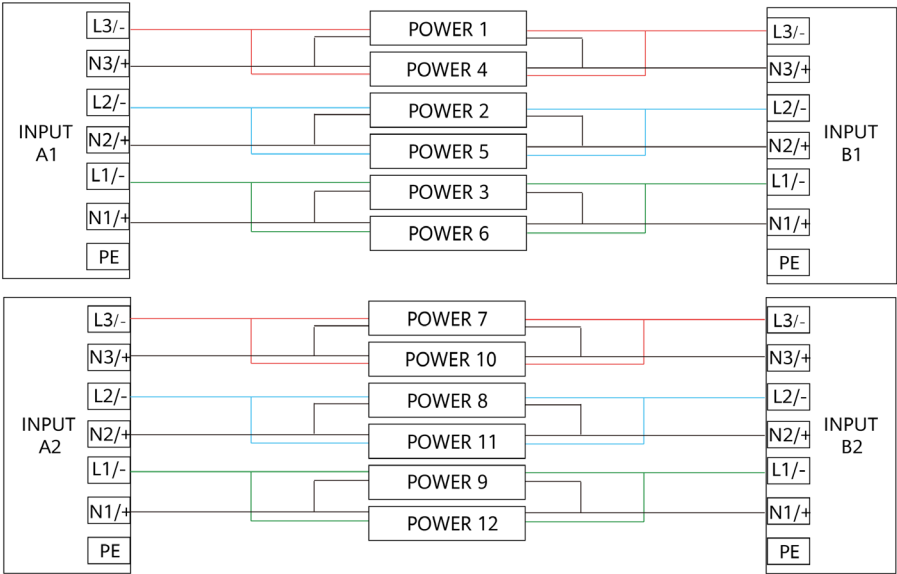 L3/-
N3/+
L2/-
INPUT
A1
N2/+
L1/-
N1/+
PE
POWER 1
POWER 4
POWER 2
POWER 5
POWER 3
POWER 6
L3/-
N3/+
L2/-
INPUT
B1
N2/+
L1/-
N1/+
PE
L3/-
N3/+
L2/-
INPUT
A2
N2/+
L1/-
N1/+
PE
POWER 7
POWER 10
POWER 8
POWER 11
POWER 9
POWER 12
L3/-
N3/+
L2/-
INPUT
B2
N2/+
L1/-
N1/+
PE